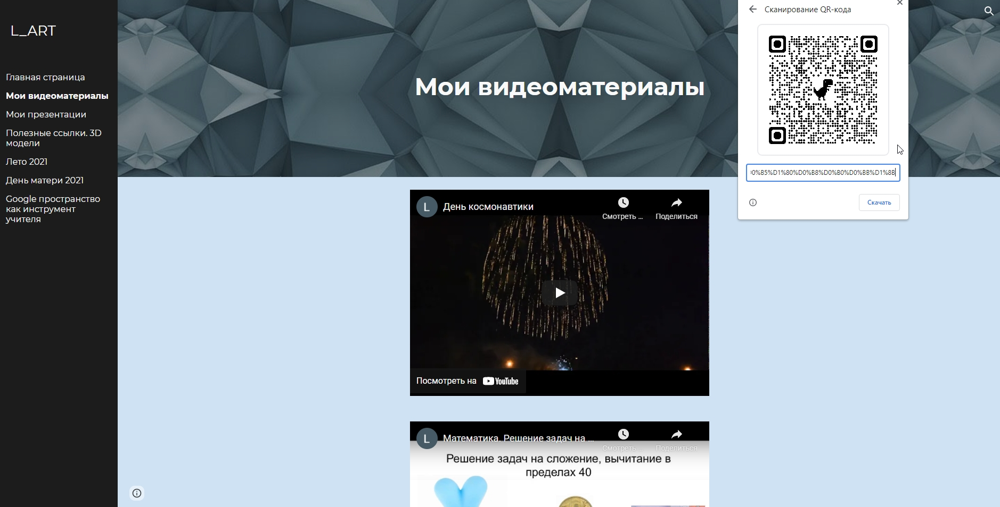 L_ART
Главная страница
Мои видеоматериалы
Мои презентации
Полезные ссылки. 3D
модели
Лето 2021
День матери 2021
Google пространство
как инструмент
учителя
Мои видеоматериалы
Сканирование QR-кода
0%B5%D1%80%D0%B8%D0%B0%D0%BB%D1%8B
Скачать
L
День космонавтики
Смотреть ...
Поделиться
Посмотреть на YouTube
L
Математика. Решение задач на ...
Смотреть ...
Поделиться
Решение задач на сложение, вычитание в
пределах 40